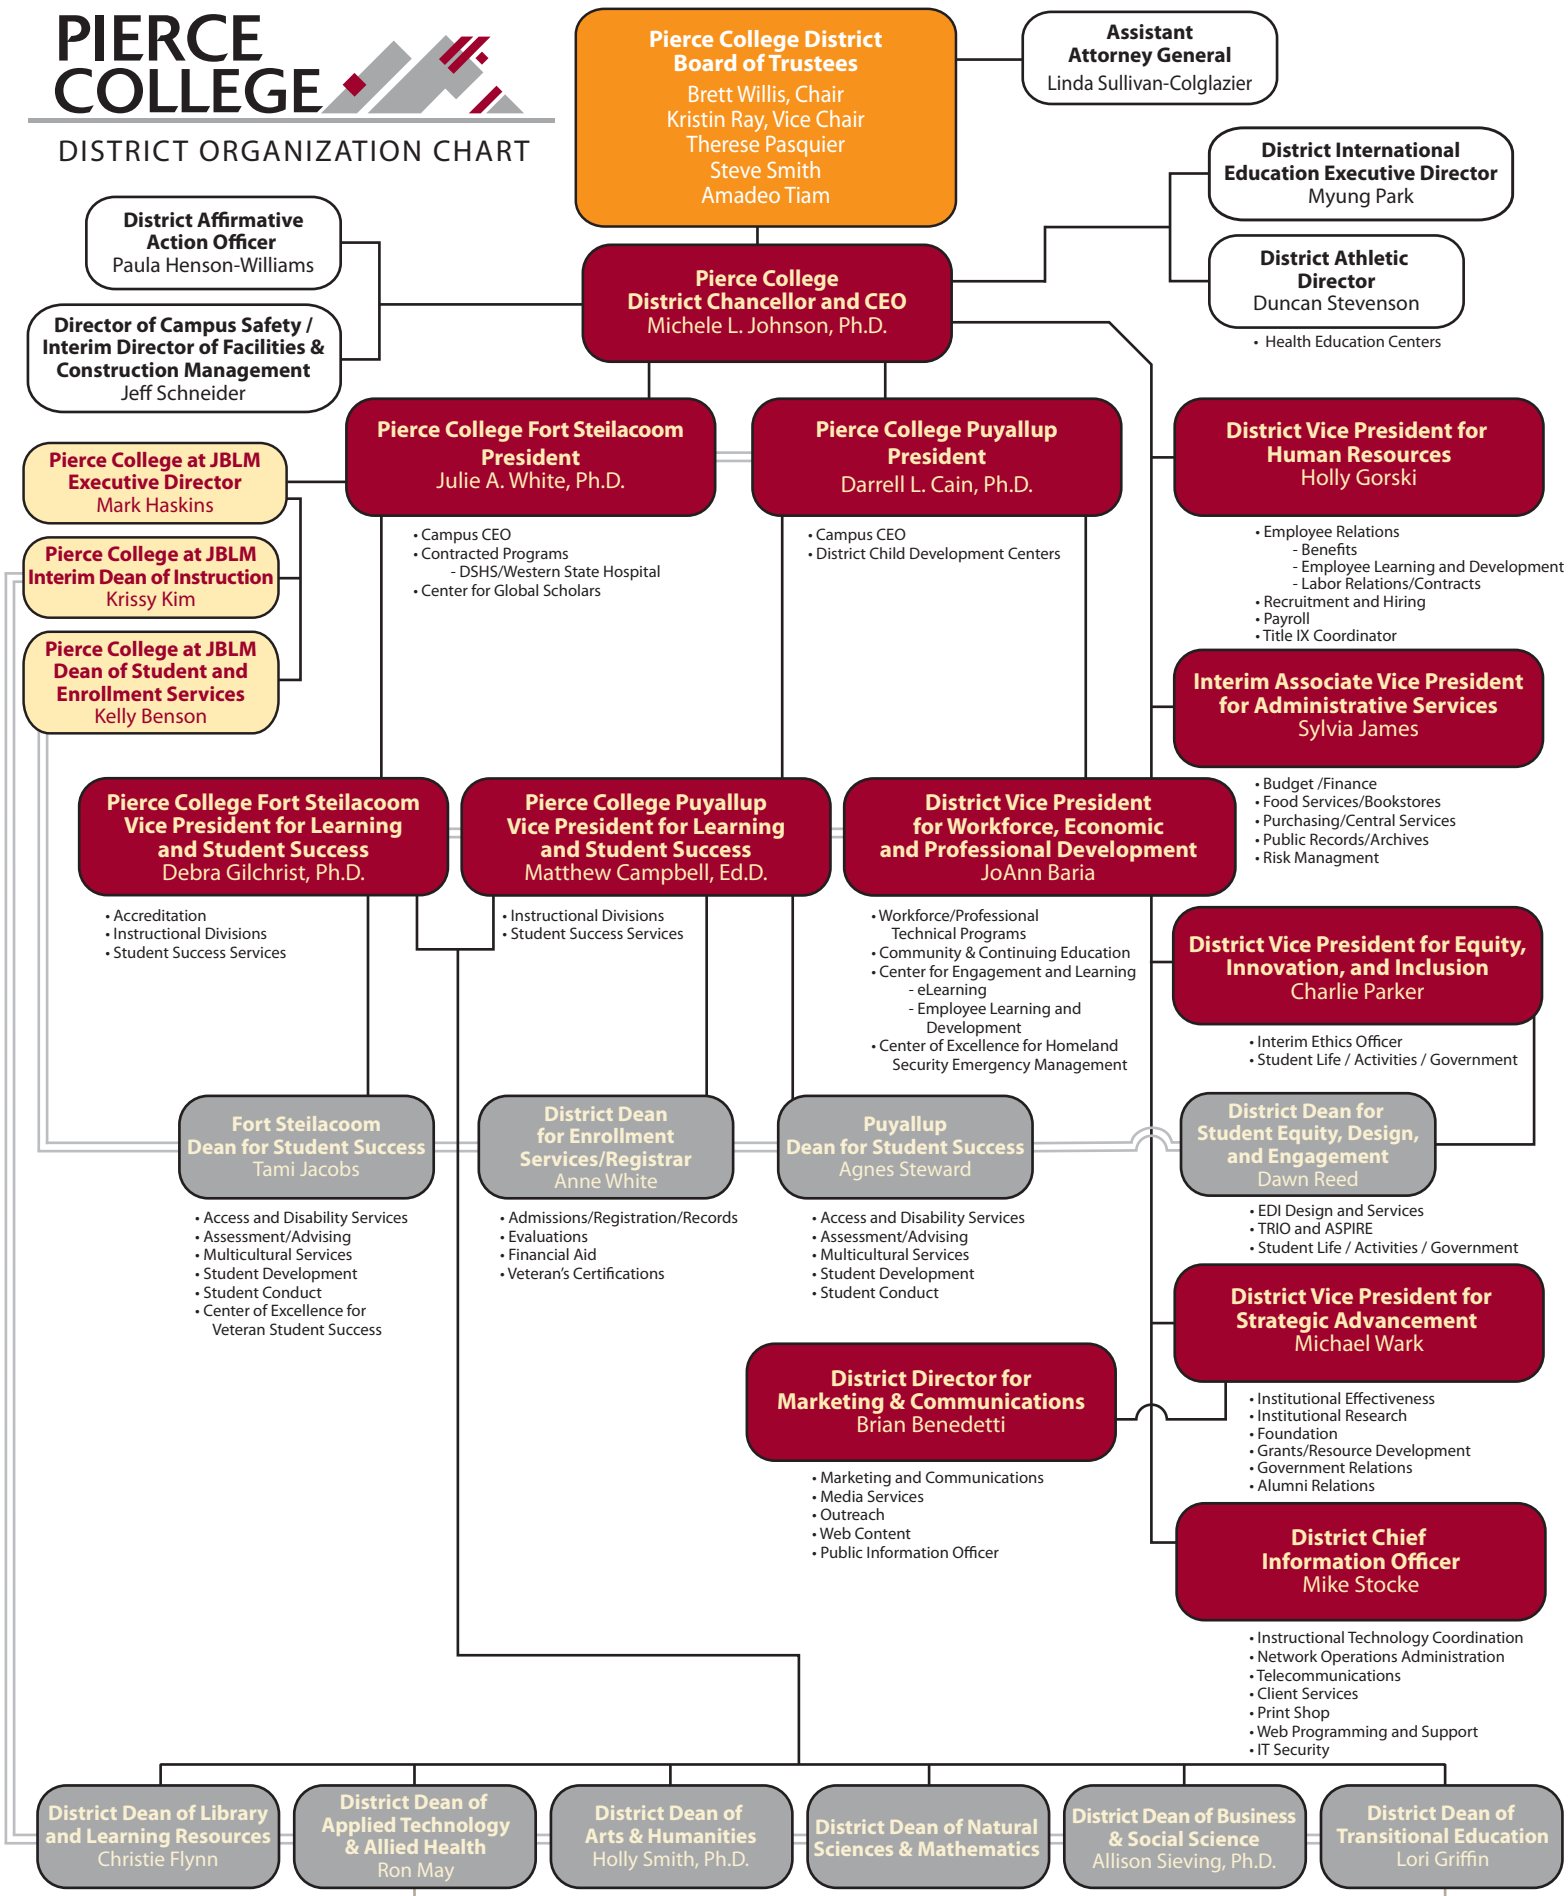 PIERCE
COLLEGE
DISTRICT ORGANIZATION CHART
Pierce College District
Board of Trustees
Brett Willis, Chair
Kristin Ray, Vice Chair
Therese Pasquier
Steve Smith
Amadeo Tiam
Assistant
Attorney General
Linda Sullivan-Colglazier
District International
Education Executive Director
Myung Park
District Athletic
Director
Duncan Stevenson
• Health Education Centers
District Affirmative
Action Officer
Paula Henson-Williams
Director of Campus Safety /
Interim Director of Facilities &
Construction Management
Jeff Schneider
Pierce College
District Chancellor and CEO
Michele L. Johnson, Ph.D.
Pierce College Fort Steilacoom
President
Julie A. White, Ph.D.
• Campus CEO
• Contracted Programs
- DSHS/Western State Hospital
• Center for Global Scholars
Pierce College Puyallup
President
Darrell L. Cain, Ph.D.
• Campus CEO
• District Child Development Centers
District Vice President for
Human Resources
Holly Gorski
• Employee Relations
- Benefits
- Employee Learning and Development
- Labor Relations/Contracts
• Recruitment and Hiring
• Payroll
• Title IX Coordinator
Pierce College at JBLM
Executive Director
Mark Haskins
Pierce College at JBLM
Interim Dean of Instruction
Krissy Kim
Pierce College at JBLM
Dean of Student and
Enrollment Services
Kelly Benson
Interim Associate Vice President
for Administrative Services
Sylvia James
• Budget /Finance
• Food Services/Bookstores
• Purchasing/Central Services
• Public Records/Archives
• Risk Managment
Pierce College Fort Steilacoom
Vice President for Learning
and Student Success
Debra Gilchrist, Ph.D.
• Accreditation
• Instructional Divisions
• Student Success Services
Pierce College Puyallup
Vice President for Learning
and Student Success
Matthew Campbell, Ed.D.
• Instructional Divisions
• Student Success Services
District Vice President
for Workforce, Economic
and Professional Development
JoAnn Baria
• Workforce/Professional
Technical Programs
• Community & Continuing Education
• Center for Engagement and Learning
- eLearning
- Employee Learning and
Development
• Center of Excellence for Homeland
Security Emergency Management
District Vice President for Equity,
Innovation, and Inclusion
Charlie Parker
• Interim Ethics Officer
• Student Life / Activities / Government
Fort Steilacoom
Dean for Student Success
Tami Jacobs
• Access and Disability Services
• Assessment/Advising
• Multicultural Services
• Student Development
• Student Conduct
• Center of Excellence for
Veteran Student Success
District Dean
for Enrollment
Services/Registrar
Anne White
• Admissions/Registration/Records
• Evaluations
• Financial Aid
• Veteran's Certifications
Puyallup
Dean for Student Success
Agnes Steward
• Access and Disability Services
• Assessment/Advising
• Multicultural Services
• Student Development
• Student Conduct
District Dean for
Student Equity, Design,
and Engagement
Dawn Reed
• EDI Design and Services
• TRIO and ASPIRE
• Student Life / Activities / Government
District Vice President for
Strategic Advancement
Michael Wark
• Institutional Effectiveness
• Institutional Research
• Foundation
• Grants/Resource Development
• Government Relations
• Alumni Relations
District Director for
Marketing & Communications
Brian Benedetti
• Marketing and Communications
• Media Services
• Outreach
• Web Content
• Public Information Officer
District Chief
Information Officer
Mike Stocke
• Instructional Technology Coordination
• Network Operations Administration
• Telecommunications
• Client Services
• Print Shop
• Web Programming and Support
• IT Security
District Dean of Library
and Learning Resources
Christie Flynn
District Dean of
Applied Technology
& Allied Health
Ron May
District Dean of
Arts & Humanities
Holly Smith, Ph.D.
District Dean of Natural
Sciences & Mathematics
District Dean of Business
& Social Science
Allison Sieving, Ph.D.
District Dean of
Transitional Education
Lori Griffin